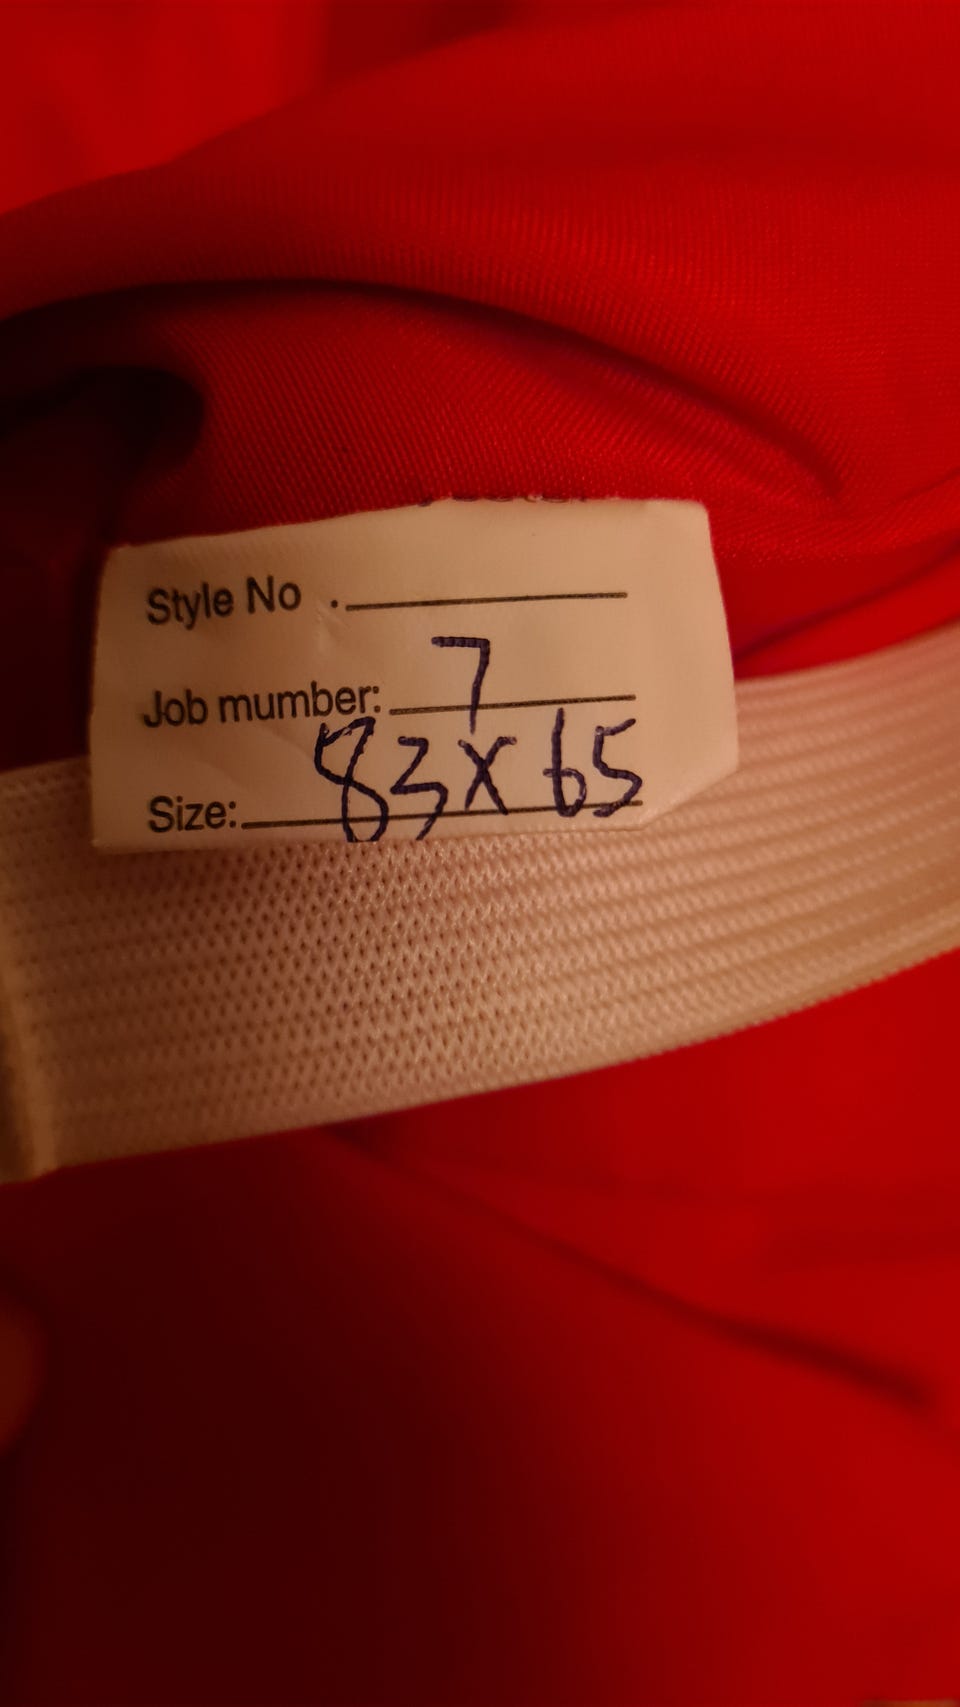 Style No .
Job mumber: 7
Size: 83X65